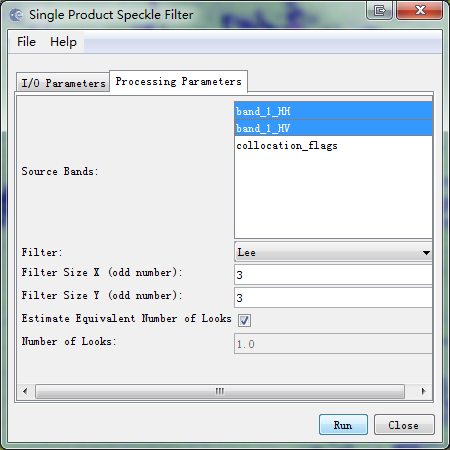 Single Product Speckle Filter
File Help
I/O Parameters Processing Parameters
Source Bands:
band_1_HH
band_1_HV
collocation_flags
Filter: Lee
Filter Size X (odd number): 3
Filter Size Y (odd number): 3
Estimate Equivalent Number of Looks
Number of Looks: 1.0
Run Close